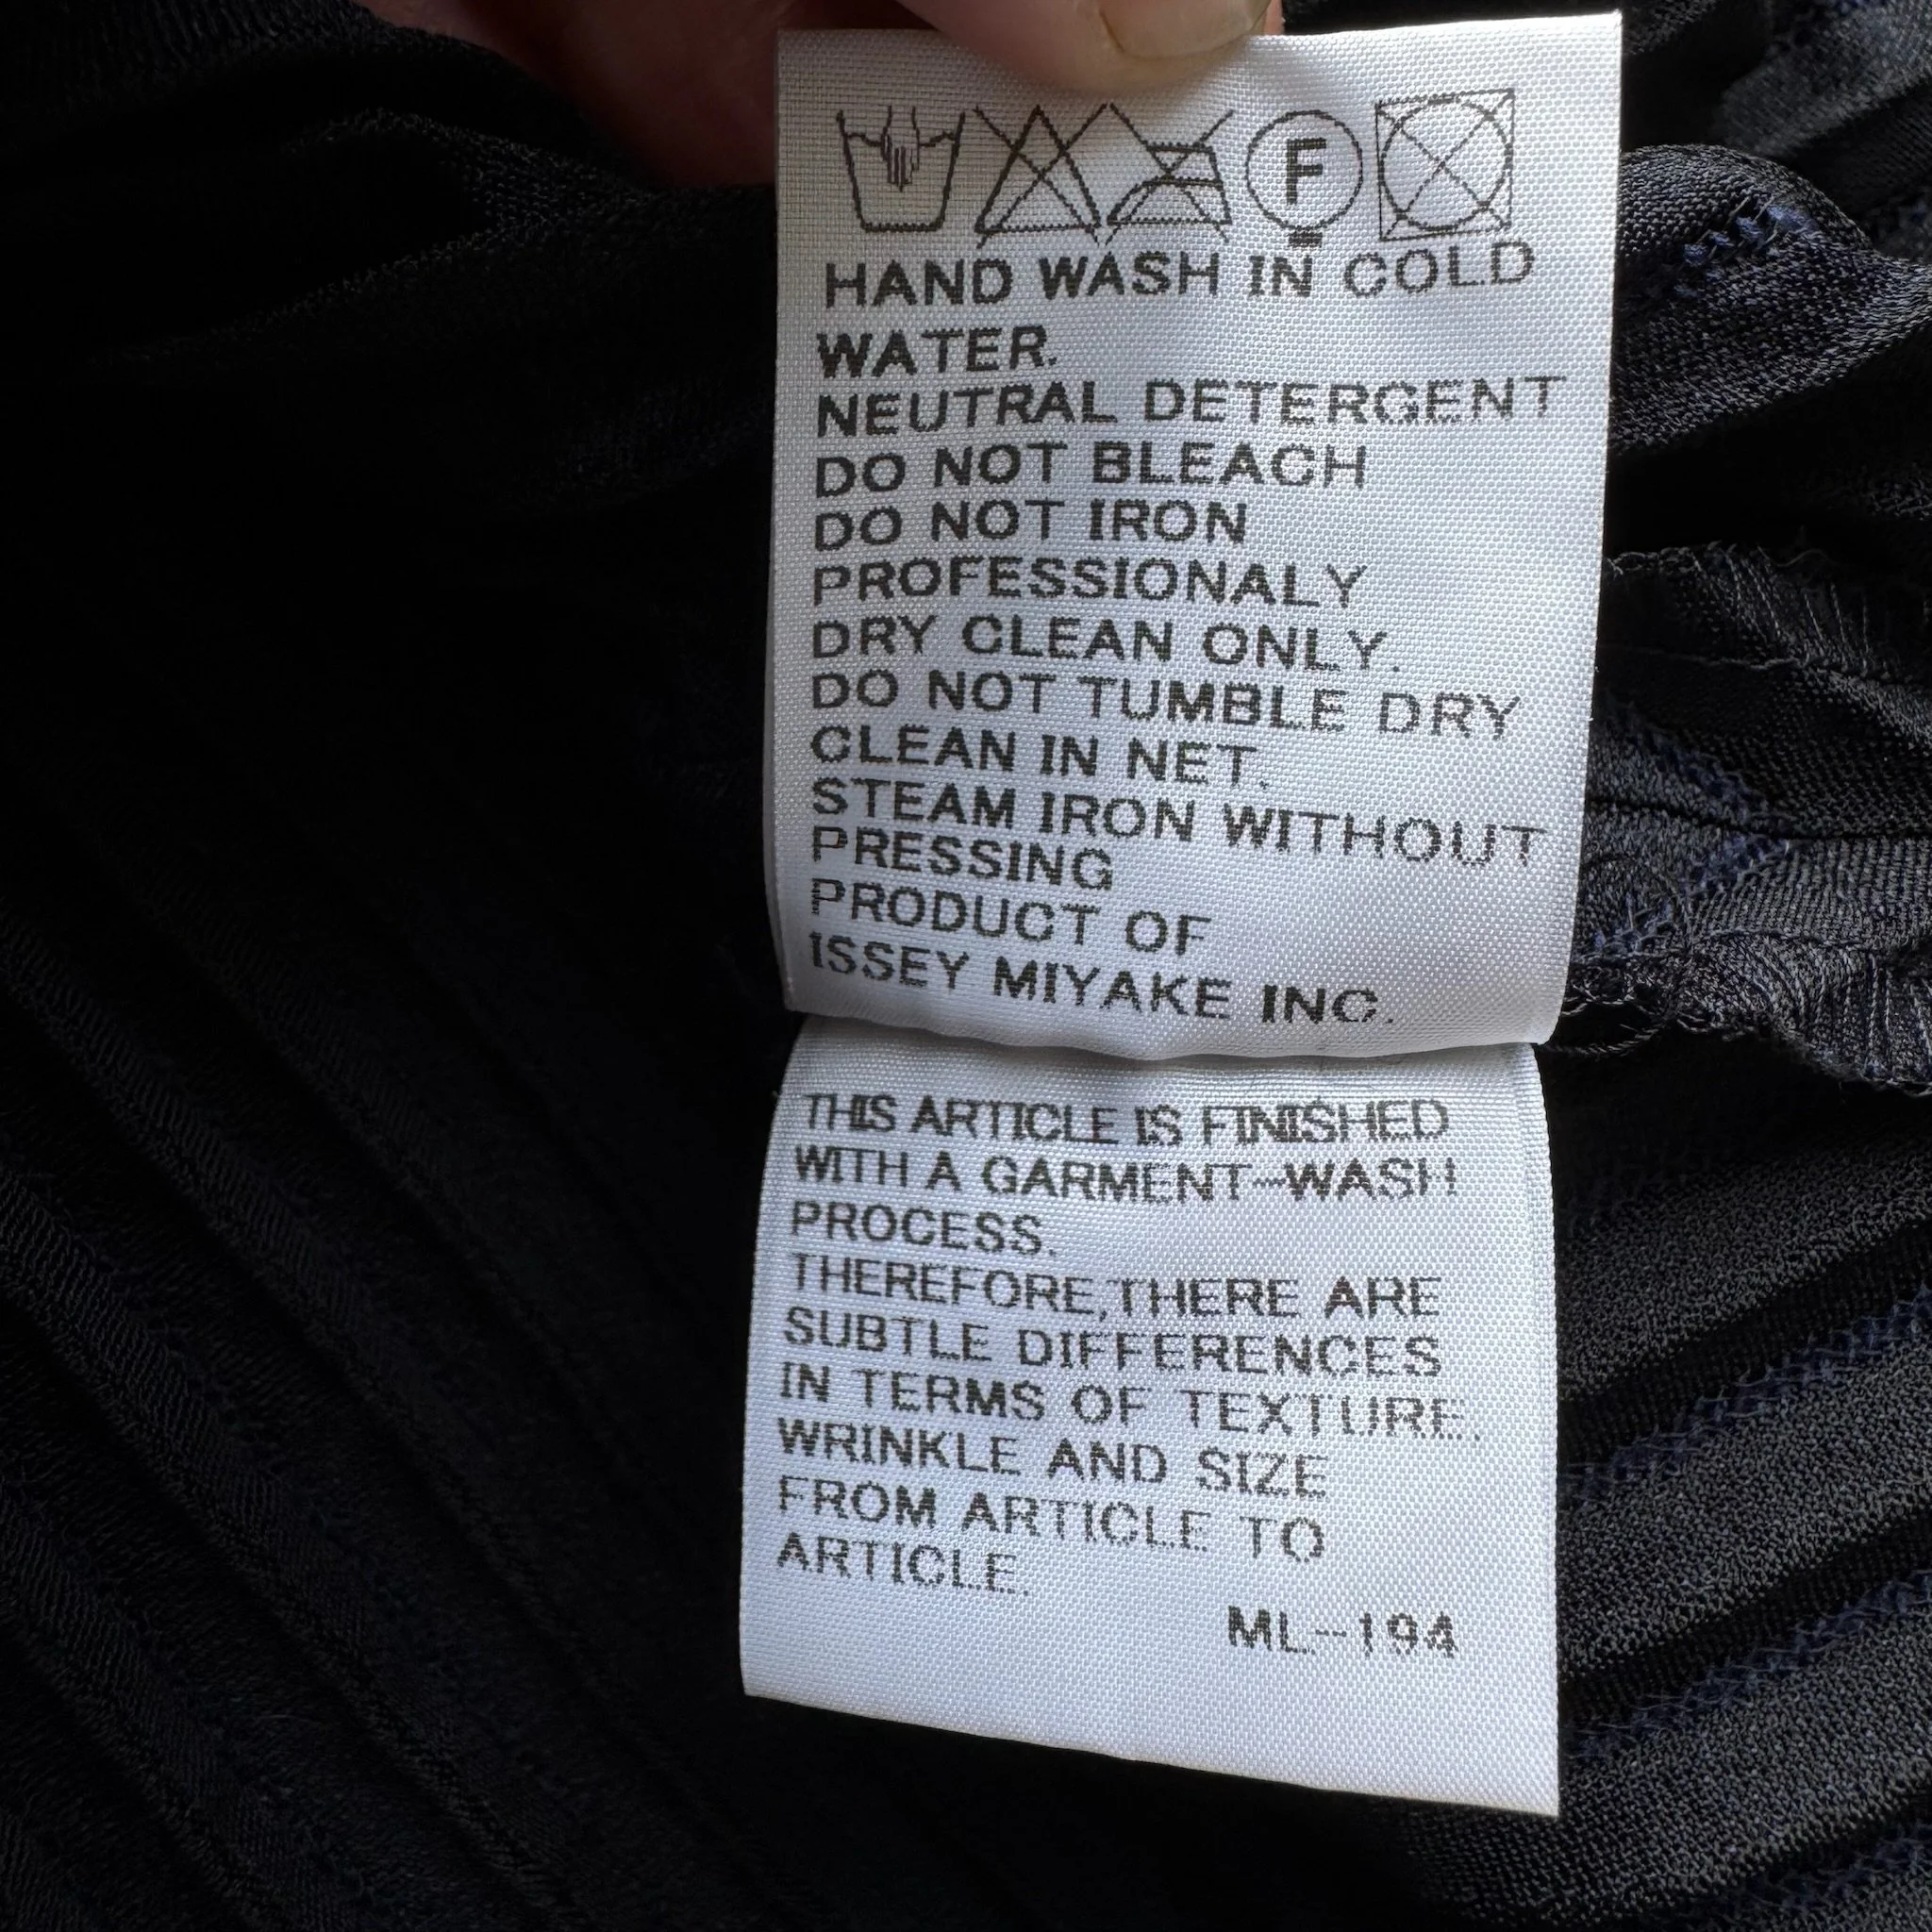 F
HAND WASH IN COLD
WATER.
NEUTRAL DETERGENT
DO NOT BLEACH
DO NOT IRON
PROFESSIONALY
DRY CLEAN ONLY.
DO NOT TUMBLE DRY
CLEAN IN NET.
STEAM IRON WITHOUT
PRESSING
PRODUCT OF
ISSEY MIYAKE INC.
THIS ARTICLE IS FINISHED
WITH A GARMENT-WASH
PROCESS.
THEREFORE,THERE ARE
SUBTLE DIFFERENCES
IN TERMS OF TEXTURE.
WRINKLE AND SIZE
FROM ARTICLE TO
ARTICLE.
ML-194